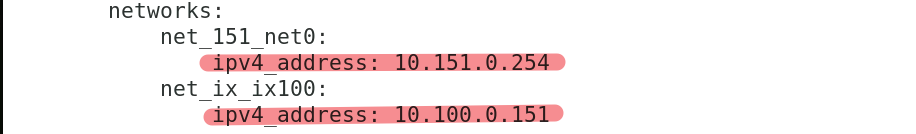 networks:
net_151_net0:
ipv4_address: 10.151.0.254
net_ix_ix100:
ipv4_address: 10.100.0.151